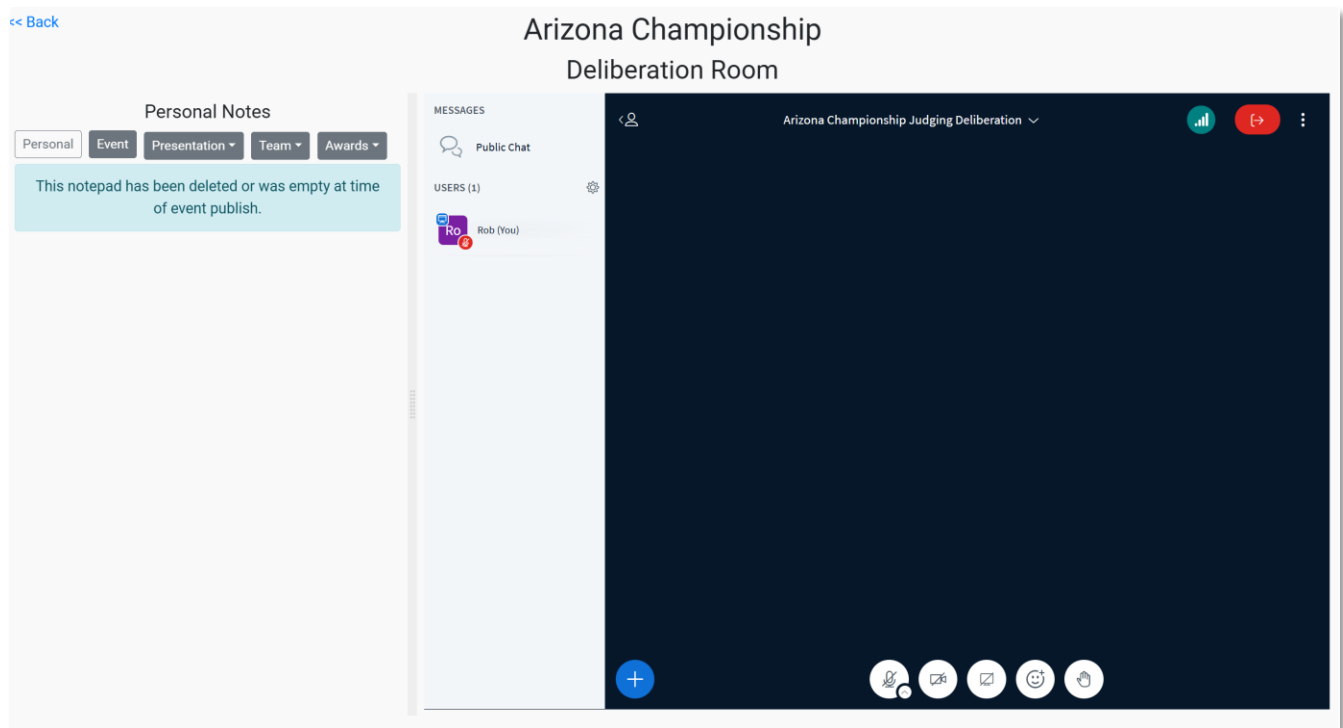 << Back
Arizona Championship
Deliberation Room
Personal Notes
Personal
Event
Presentation
Team
Awards
This notepad has been deleted or was empty at time
of event publish.
MESSAGES
Public Chat
USERS (1)
Ro
Rob (You)
Arizona Championship Judging Deliberation